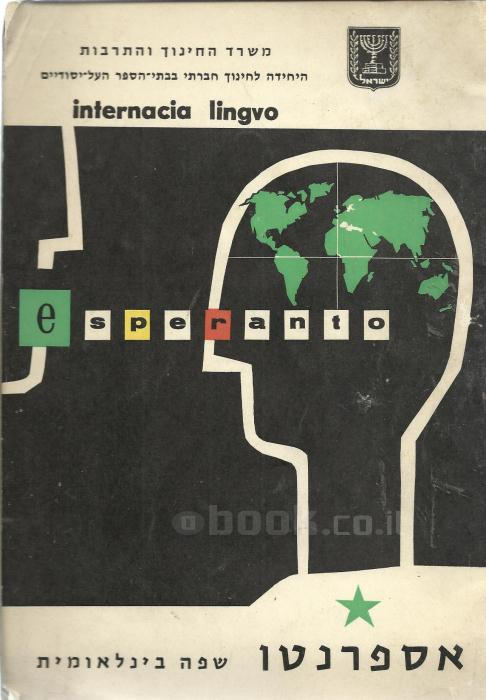 משרד החינוך והתרבות
היחידה לחינוך חברתי בבתי־הספר העל־יסודיים
ישראל
internacia lingvo
esperanto
ebook.co.il
אספרנטו שפה בינלאומית